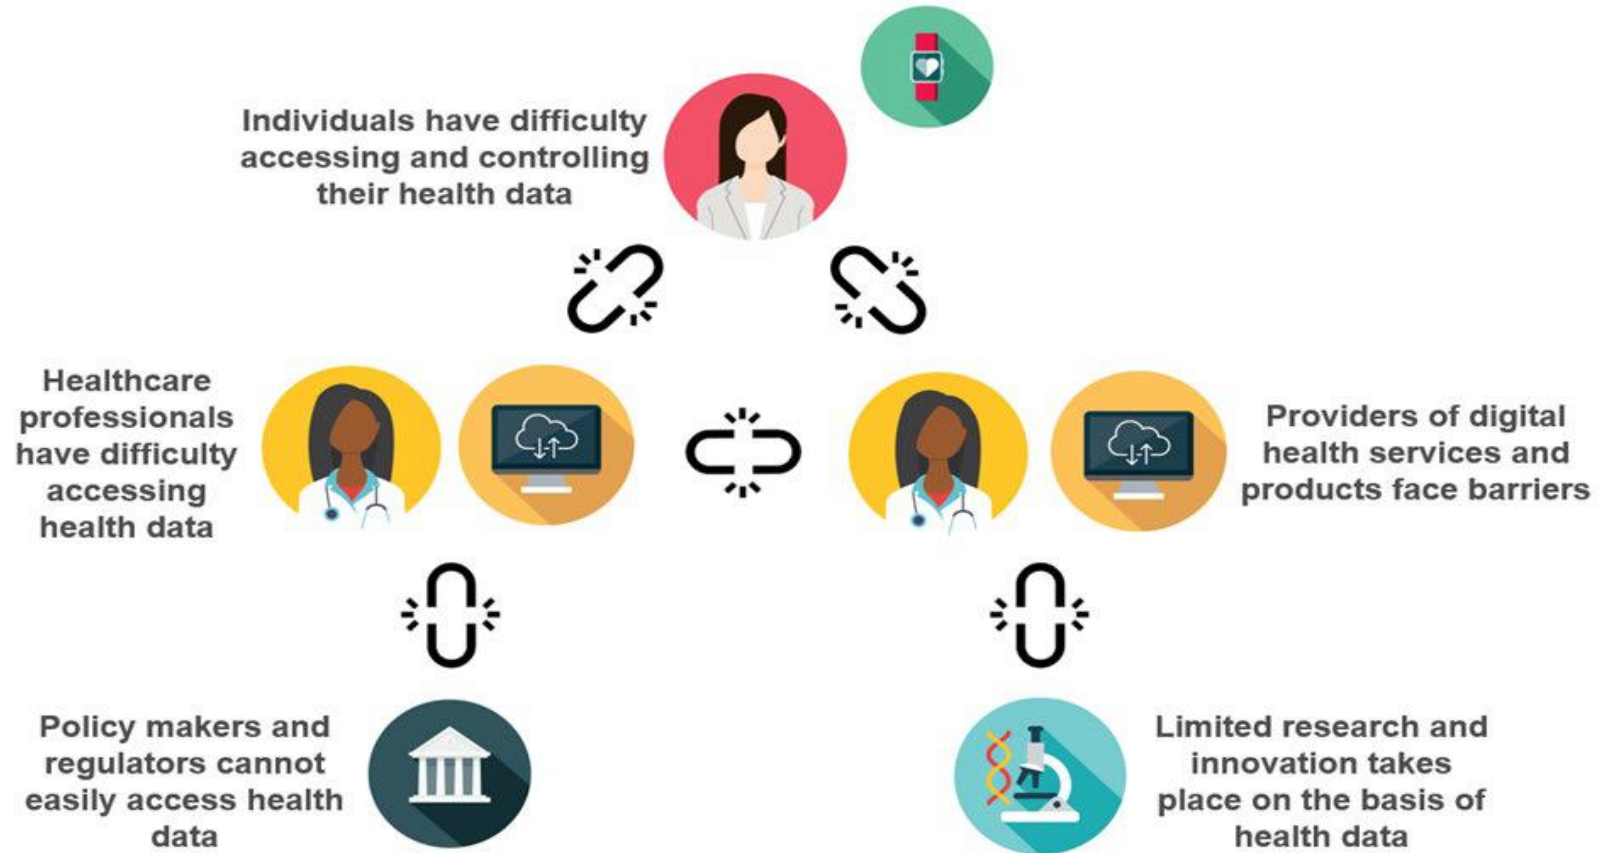 Individuals have difficulty
accessing and controlling
their health data
Healthcare
professionals
have difficulty
accessing
health data
Providers of digital
health services and
products face barriers
Policy makers and
regulators cannot
easily access health
data
Limited research and
innovation takes
place on the basis of
health data